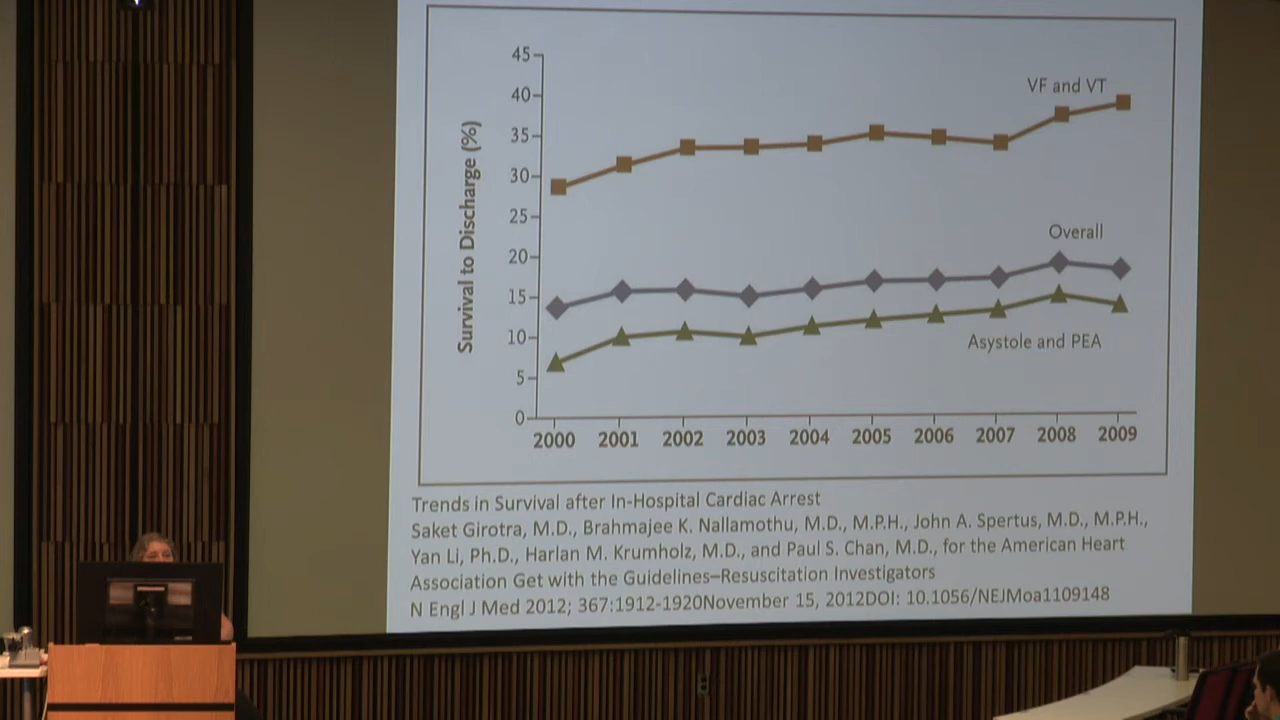 45
40
35
30
25
20
15
10
5
0
Survival to Discharge (%)
VF and VT
Overall
Asystole and PEA
2000 2001 2002 2003 2004 2005 2006 2007 2008 2009
Trends in Survival after In-Hospital Cardiac Arrest
Saket Girotra, M.D., Brahmajee K. Nallamothu, M.D., M.P.H., John A. Spertus, M.D., M.P.H.,
Yan Li, Ph.D., Harlan M. Krumholz, M.D., and Paul S. Chan, M.D., for the American Heart
Association Get with the Guidelines–Resuscitation Investigators
N Engl J Med 2012; 367:1912-1920November 15, 2012DOI: 10.1056/NEJMoa1109148